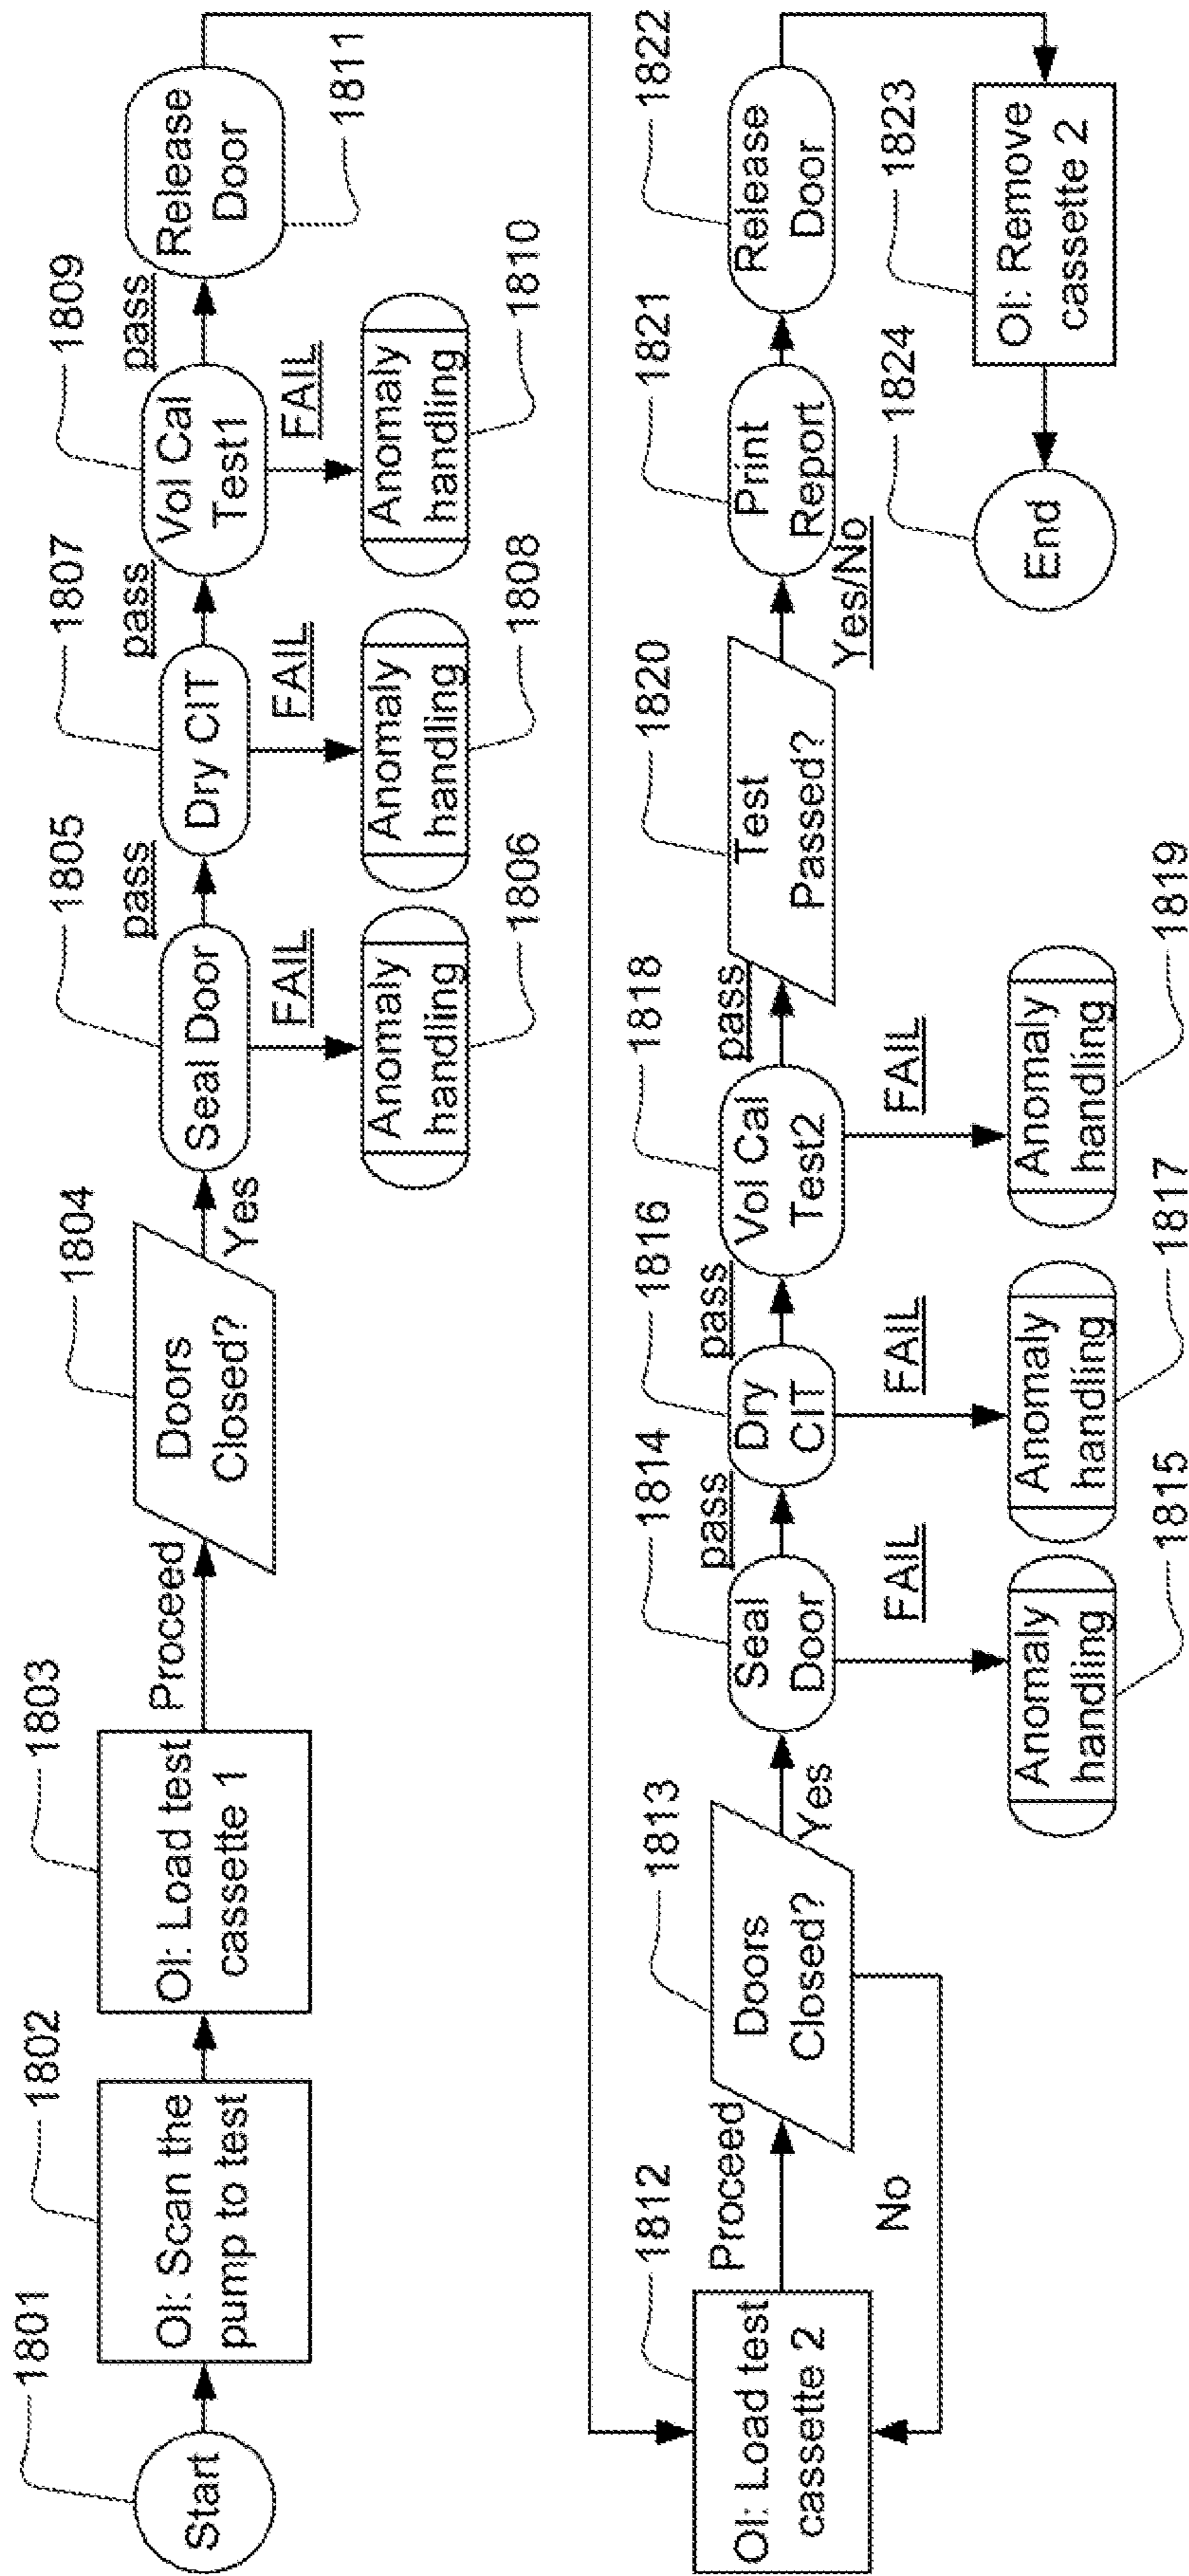 1801
Start
1802
OI: Scan the
pump to test
1803
OI: Load test
cassette 1
Proceed
1804
Doors
Closed?
Yes
1805
Seal Door
pass
FAIL
Anomaly
handling
1806
1807
Dry CIT
pass
FAIL
Anomaly
handling
1808
1809
Vol Cal
Test1
pass
FAIL
Anomaly
handling
1810
Release
Door
1811
1812
OI: Load test
cassette 2
Proceed
1813
Doors
Closed?
Yes
No
1814
Seal
Door
pass
FAIL
Anomaly
handling
1815
1816
Dry
CIT
pass
FAIL
Anomaly
handling
1817
1818
Vol Cal
Test2
pass
FAIL
Anomaly
handling
1819
1820
Test
Passed?
Yes/No
1821
Print
Report
1822
Release
Door
1823
OI: Remove
cassette 2
1824
End